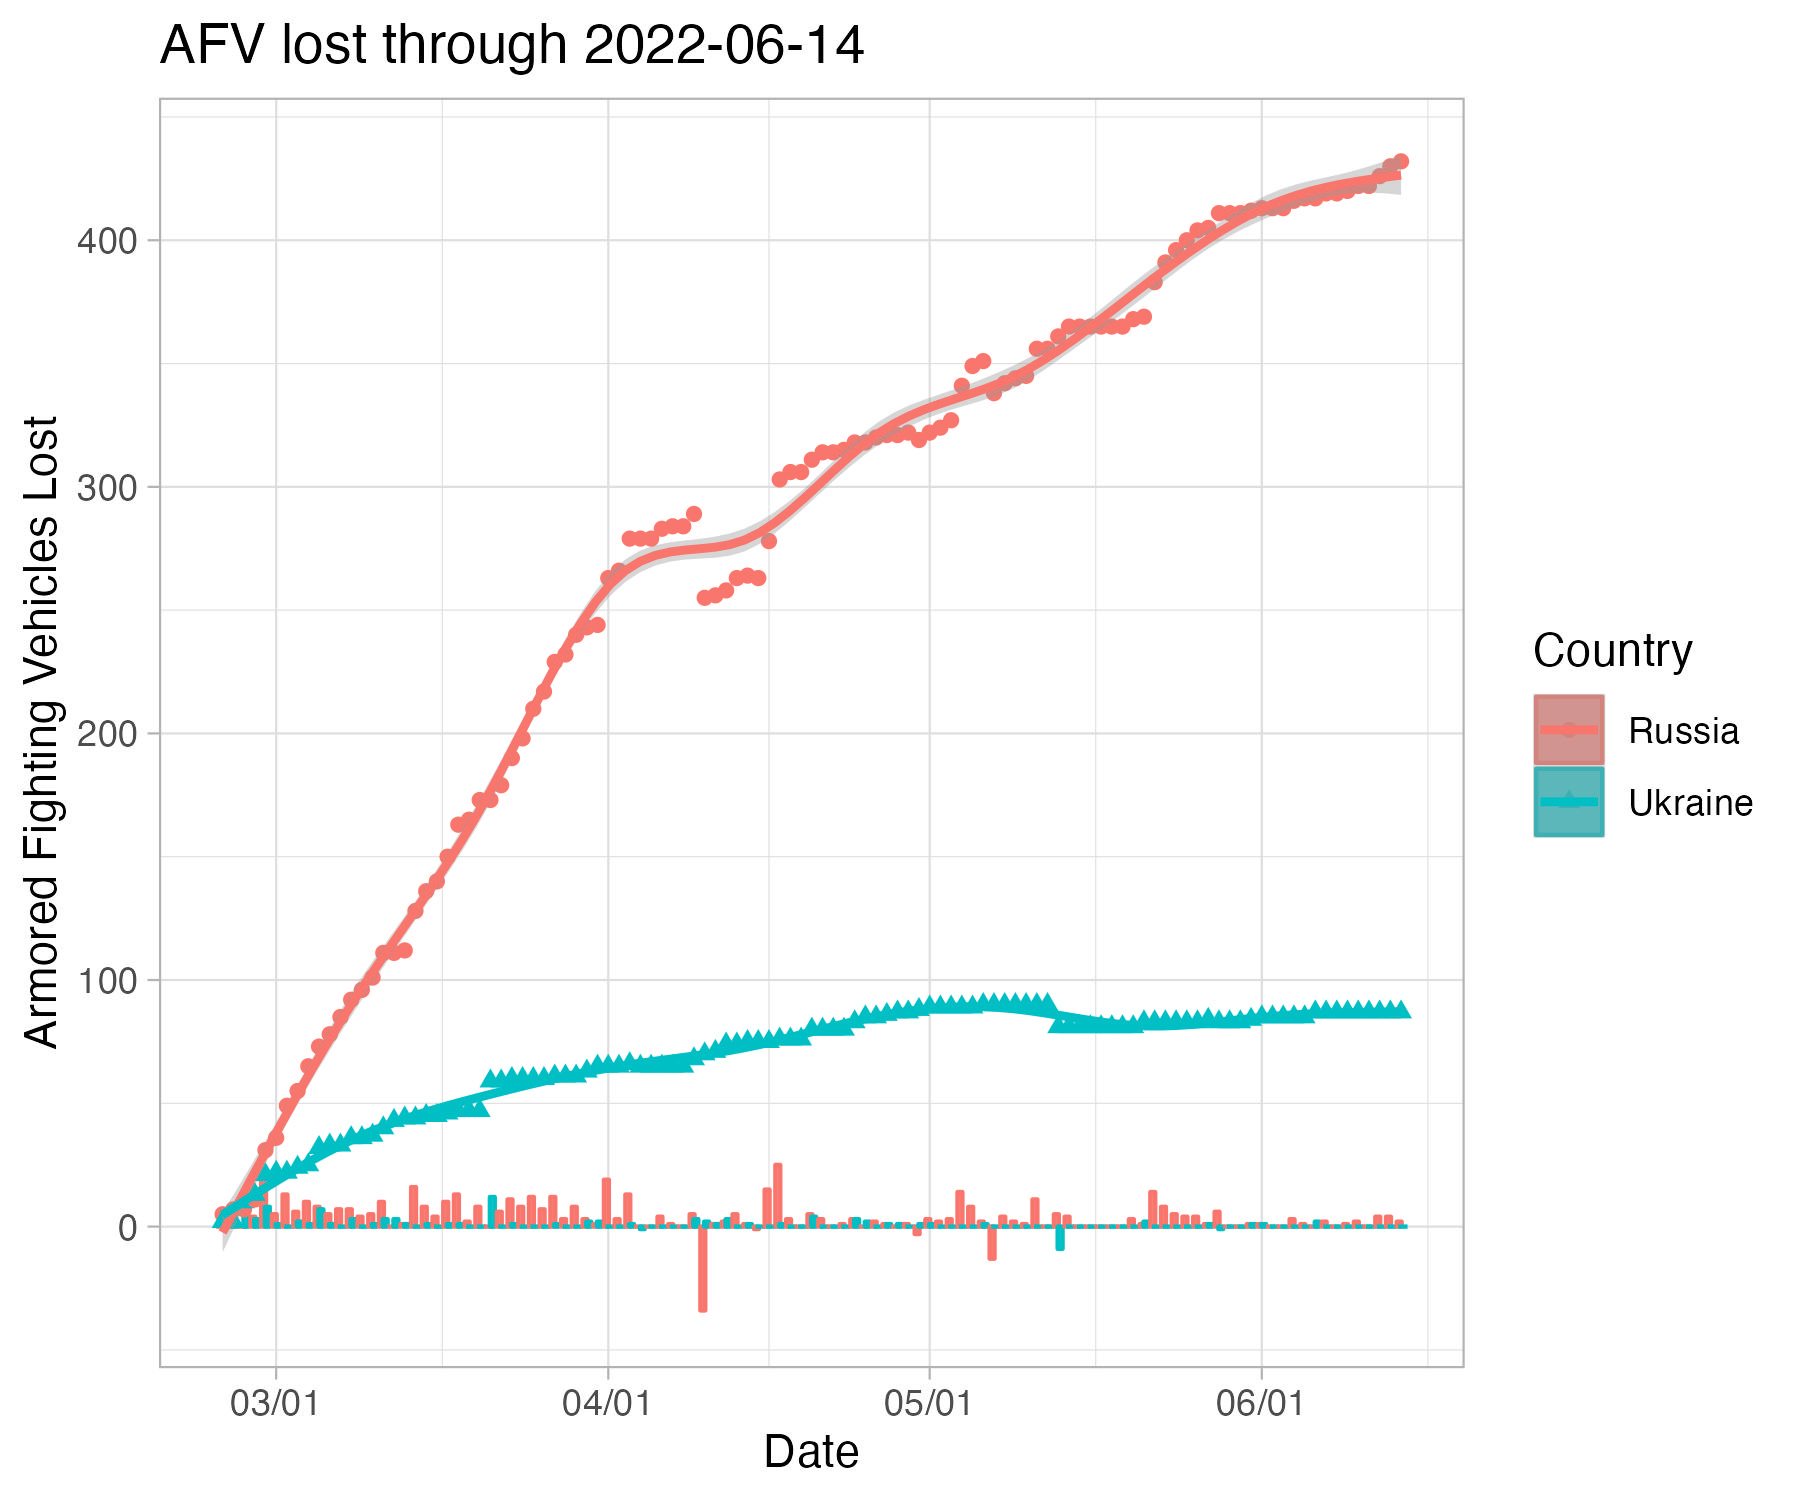 AFV lost through 2022-06-14
Armored Fighting Vehicles Lost
400
300
200
100
0
03/01
04/01
05/01
06/01
Date
Country
Russia
Ukraine